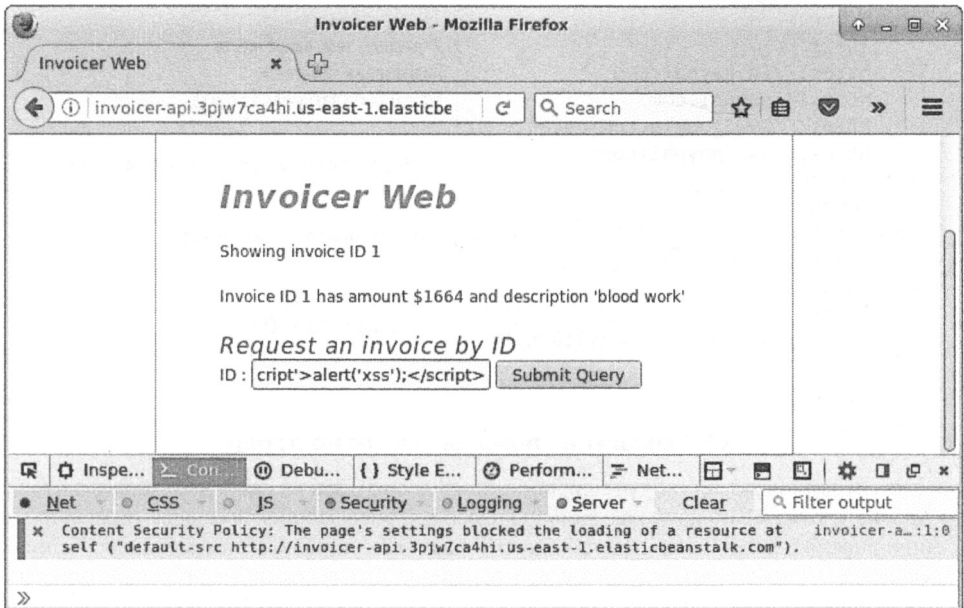 Invoicer Web - Mozilla Firefox
Invoicer Web
invoicer-api.3pjw7ca4hi.us-east-1.elasticbe
Search
Invoicer Web
Showing invoice ID 1
Invoice ID 1 has amount $1664 and description 'blood work'
Request an invoice by ID
ID : cript'>alert('xss');</script> Submit Query
Inspe... Con... Debu... { } Style E... Perform... Net...
Net CSS JS Security Logging Server Clear Filter output
Content Security Policy: The page's settings blocked the loading of a resource at invoicer-a…:1:0
self ("default-src http://invoicer-api.3pjw7ca4hi.us-east-1.elasticbeanstalk.com").